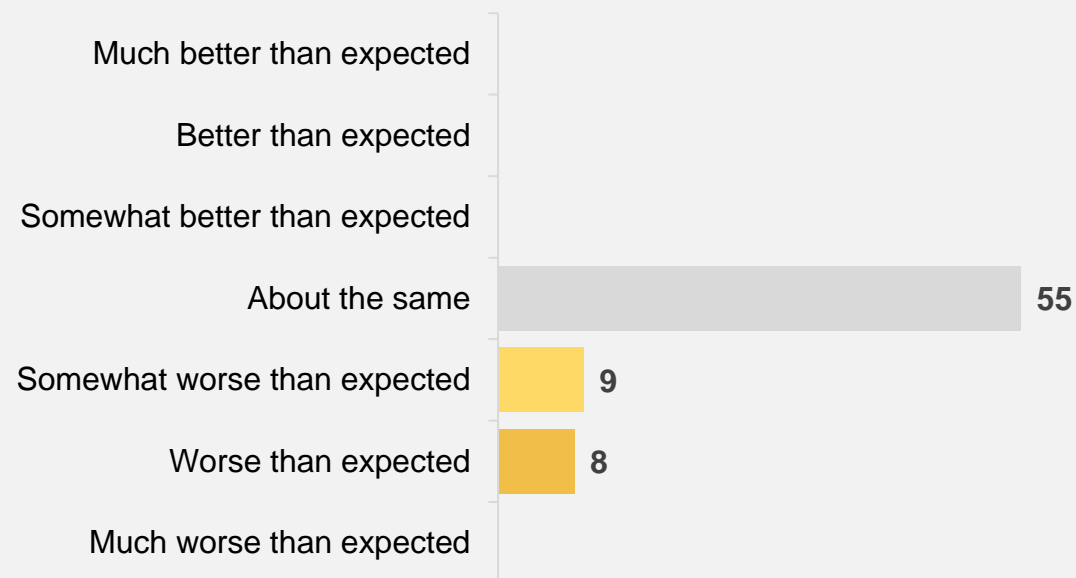 Much better than expected
Better than expected
Somewhat better than expected
About the same 55
Somewhat worse than expected 9
Worse than expected 8
Much worse than expected